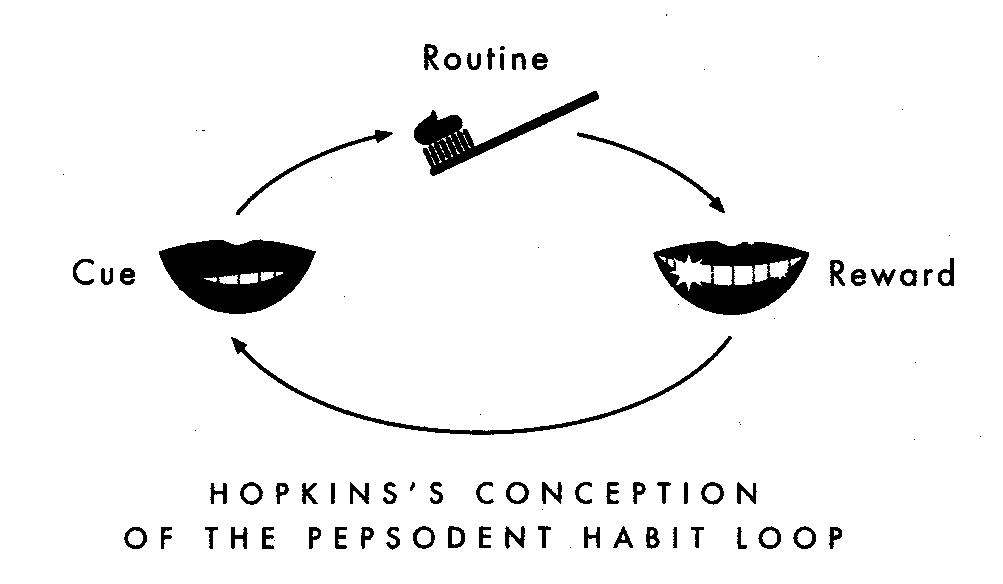 Routine
Cue
Reward
HOPKINS'S CONCEPTION
OF THE PEPSODENT HABIT LOOP